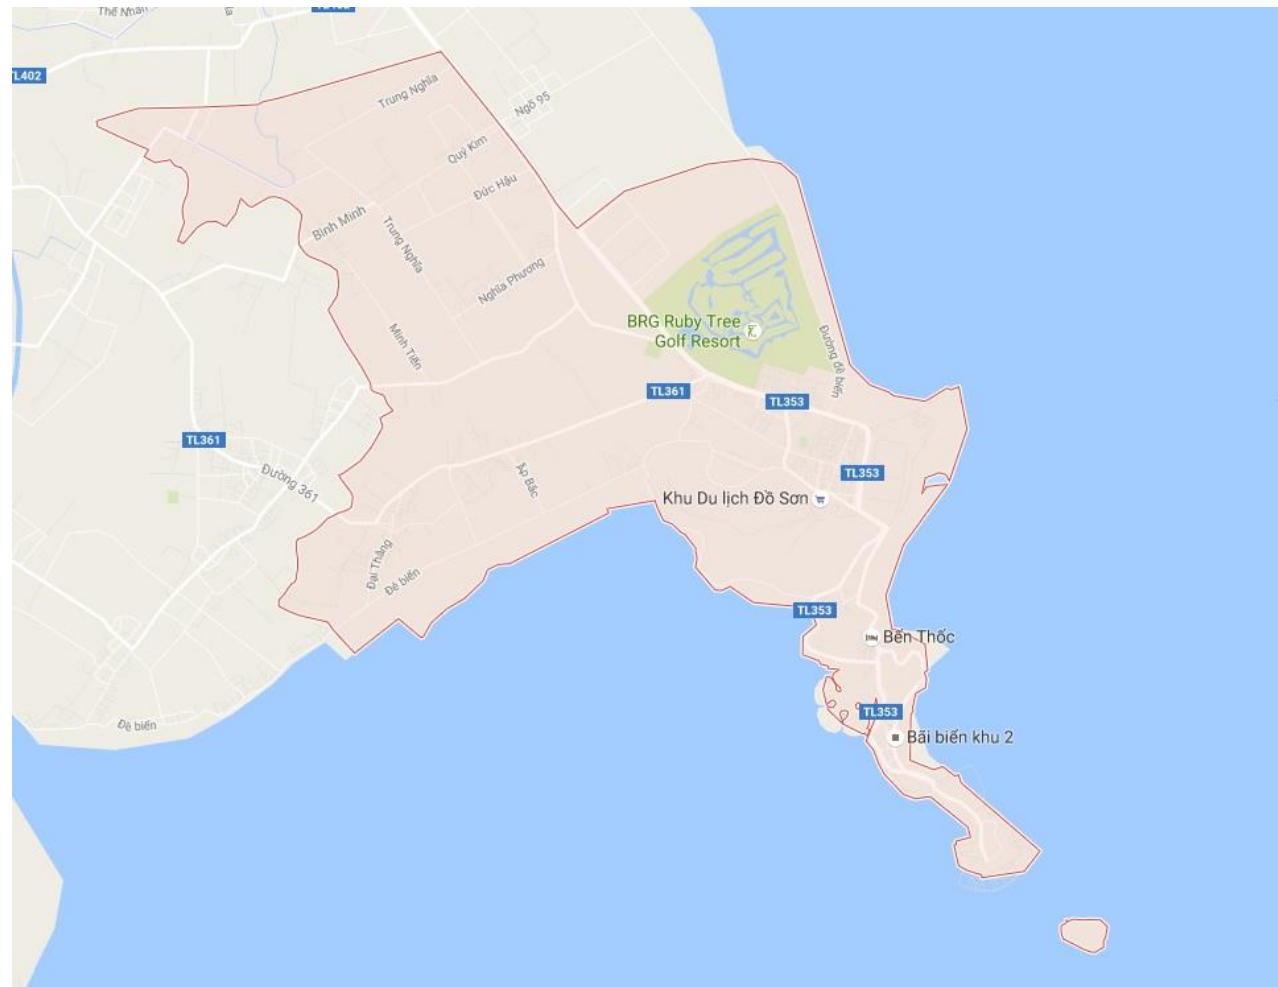 Thế Nhân
TL402
Trung Nghĩa
Ngõ 95
Quý Kim
Đức Hậu
Bình Minh
Trung Nghĩa
Nghĩa Phương
BRG Ruby Tree
Golf Resort
Minh Tiến
Đường đê biển
TL361
TL353
TL361
Đường 361
TL353
Ấp Bắc
Khu Du lịch Đồ Sơn
Đại Thắng
Đê biển
TL353
Bến Thốc
TL353
Đê biển
Bãi biển khu 2